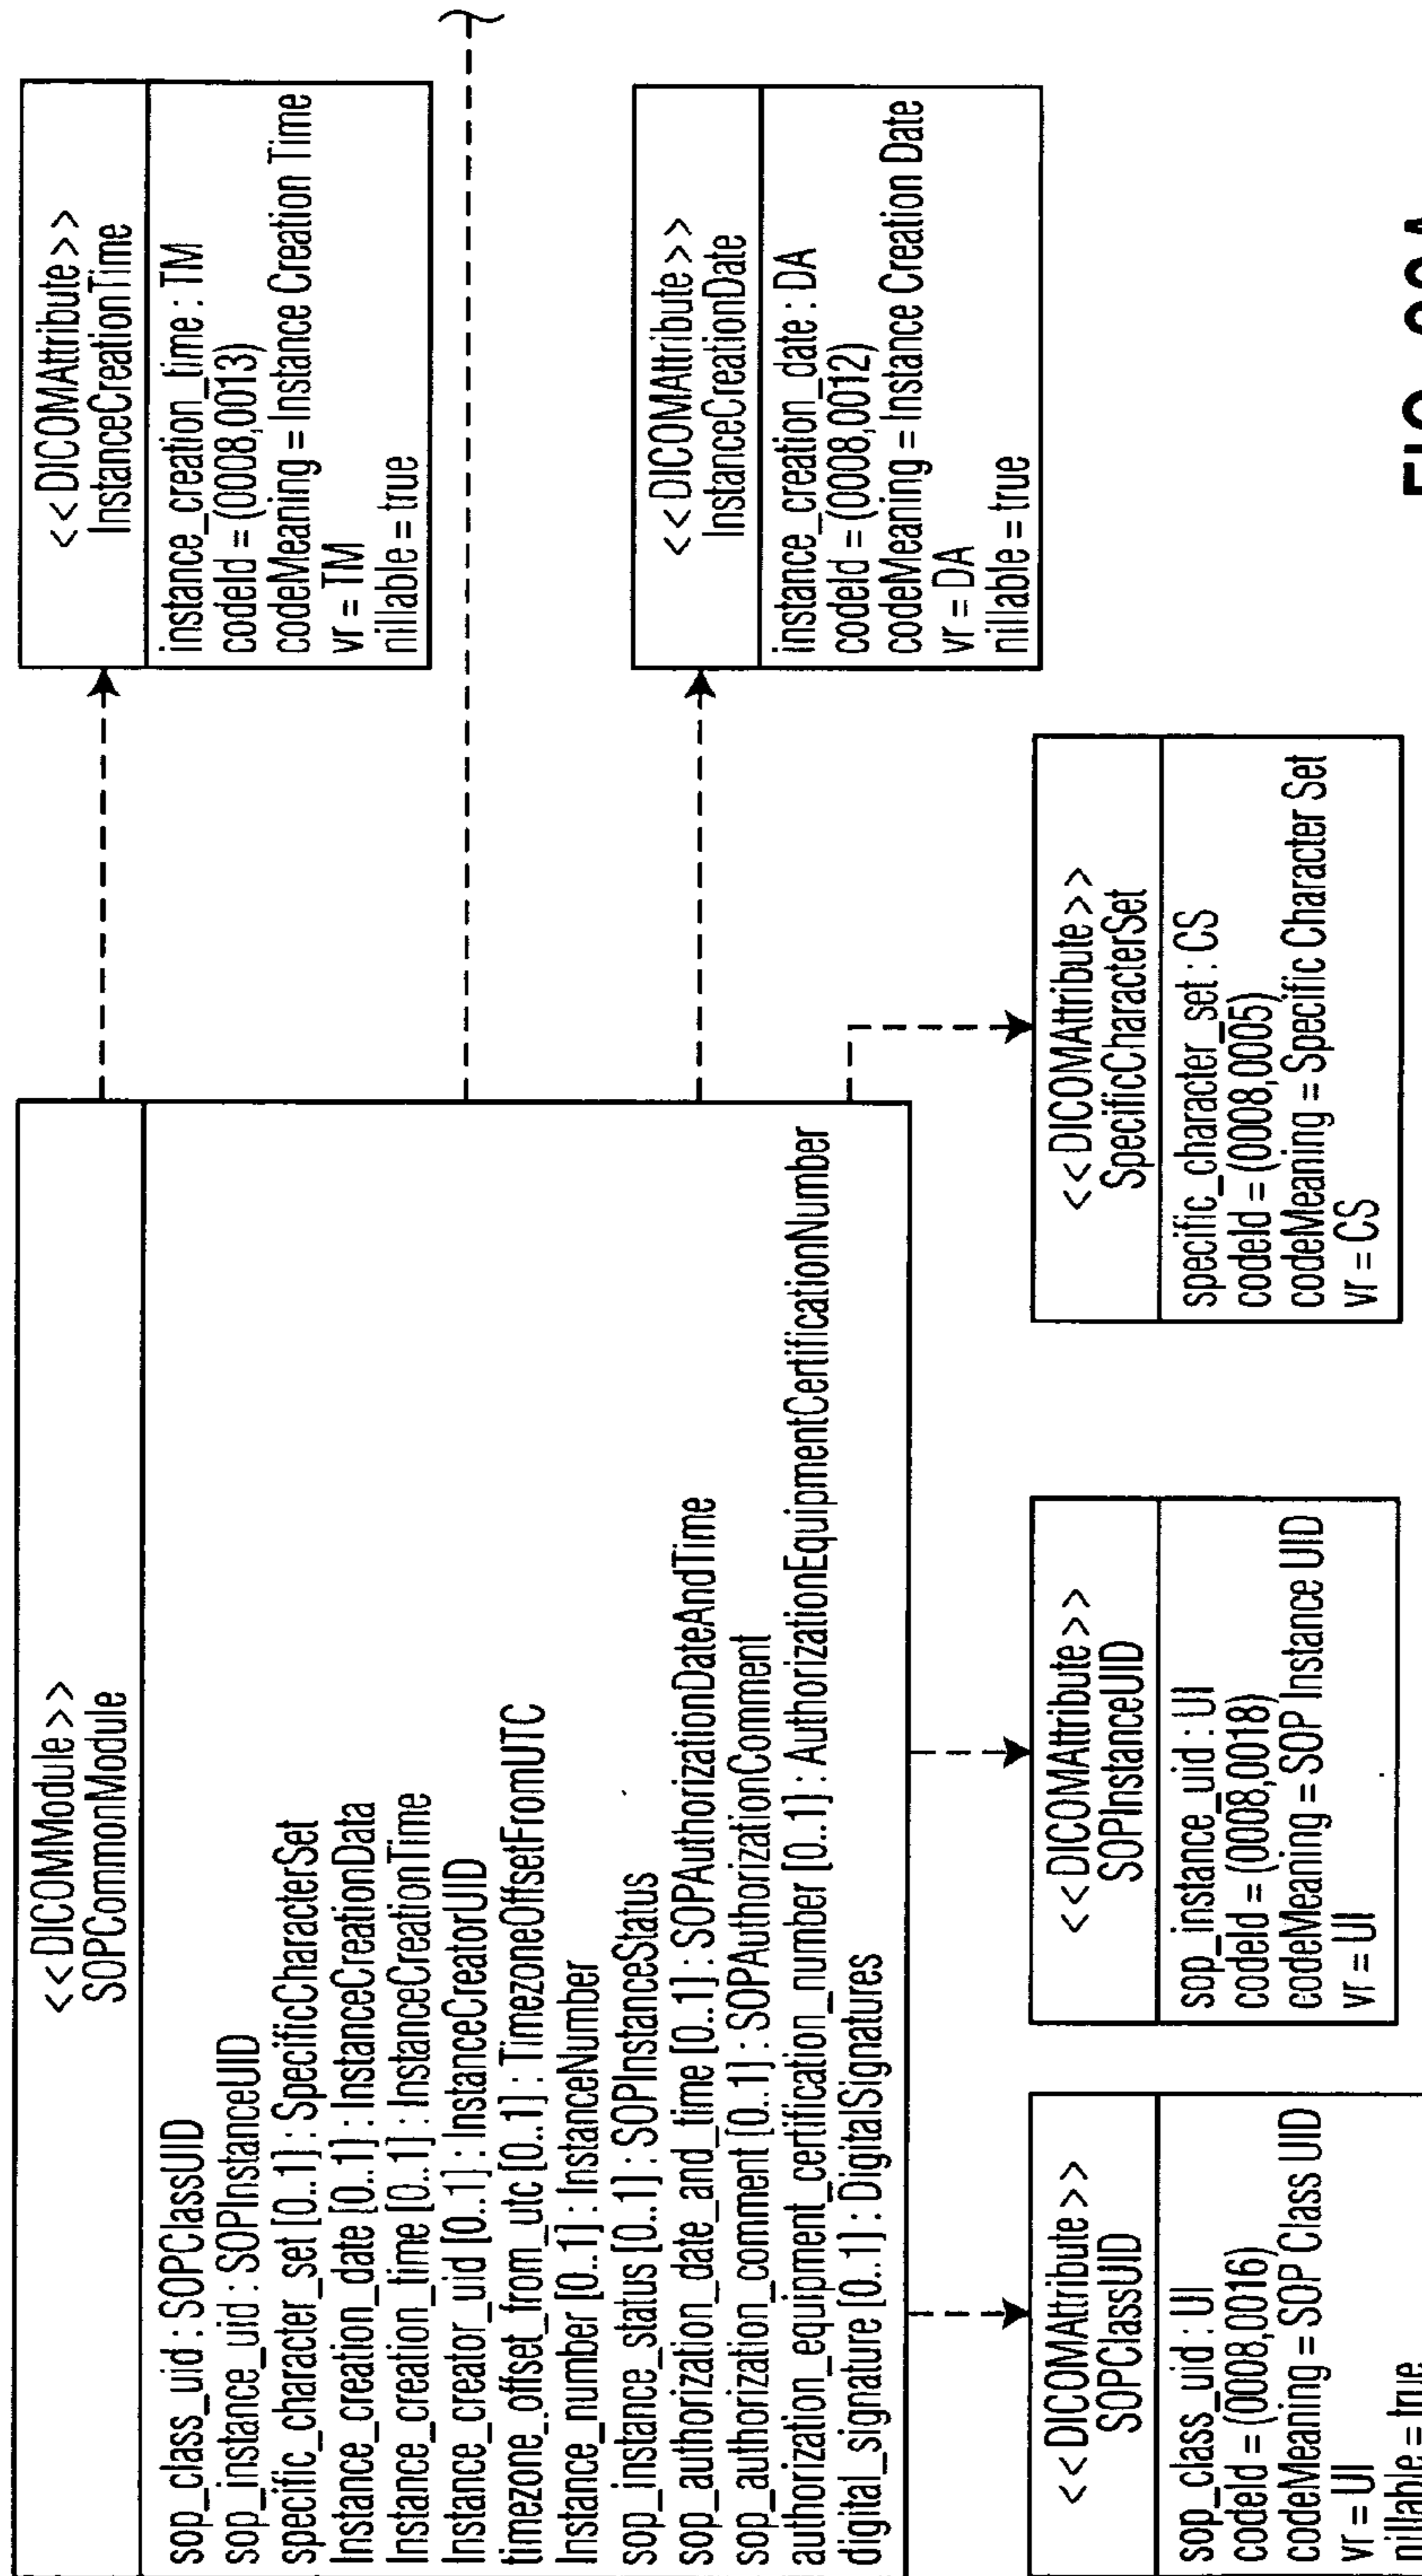 <<DICOMModule>>
SOPCommonModule
sop_class_uid : SOPClassUID
sop_instance_uid : SOPInstanceUID
specific_character_set [0..1] : SpecificCharacterSet
Instance_creation_date [0..1] : InstanceCreationData
Instance_creation_time [0..1] : InstanceCreationTime
Instance_creator_uid [0..1] : InstanceCreatorUID
timezone_offset_from_utc [0..1] : TimezoneOffsetFromUTC
Instance_number [0..1] : InstanceNumber
sop_instance_status [0..1] : SOPInstanceStatus
sop_authorization_date_and_time [0..1] : SOPAuthorizationDateAndTime
sop_authorization_comment [0..1] : SOPAuthorizationComment
authorization_equipment_certification_number [0..1] : AuthorizationEquipmentCertificationNumber
digital_signature [0..1] : DigitalSignatures
<<DICOMAttribute>>
InstanceCreationTime
instance_creation_time : TM
codeId = (0008,0013)
codeMeaning = Instance Creation Time
vr = TM
nillable = true
<<DICOMAttribute>>
InstanceCreationDate
instance_creation_date : DA
codeId = (0008,0012)
codeMeaning = Instance Creation Date
vr = DA
nillable = true
<<DICOMAttribute>>
SOPClassUID
sop_class_uid : UI
codeId = (0008,0016)
codeMeaning = SOP Class UID
vr = UI
nillable = true
<<DICOMAttribute>>
SOPInstanceUID
sop_instance_uid : UI
codeId = (0008,0018)
codeMeaning = SOP Instance UID
vr = UI
<<DICOMAttribute>>
SpecificCharacterSet
specific_character_set : CS
codeId = (0008,0005)
codeMeaning = Specific Character Set
vr = CS